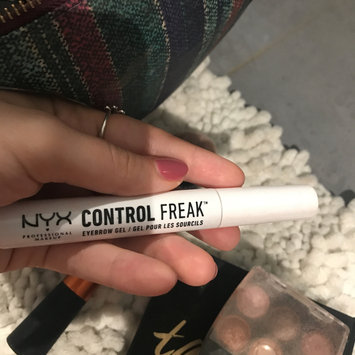 NYX
PROFESSIONAL MAKEUP
CONTROL FREAK™
EYEBROW GEL / GEL POUR LES SOURCILS